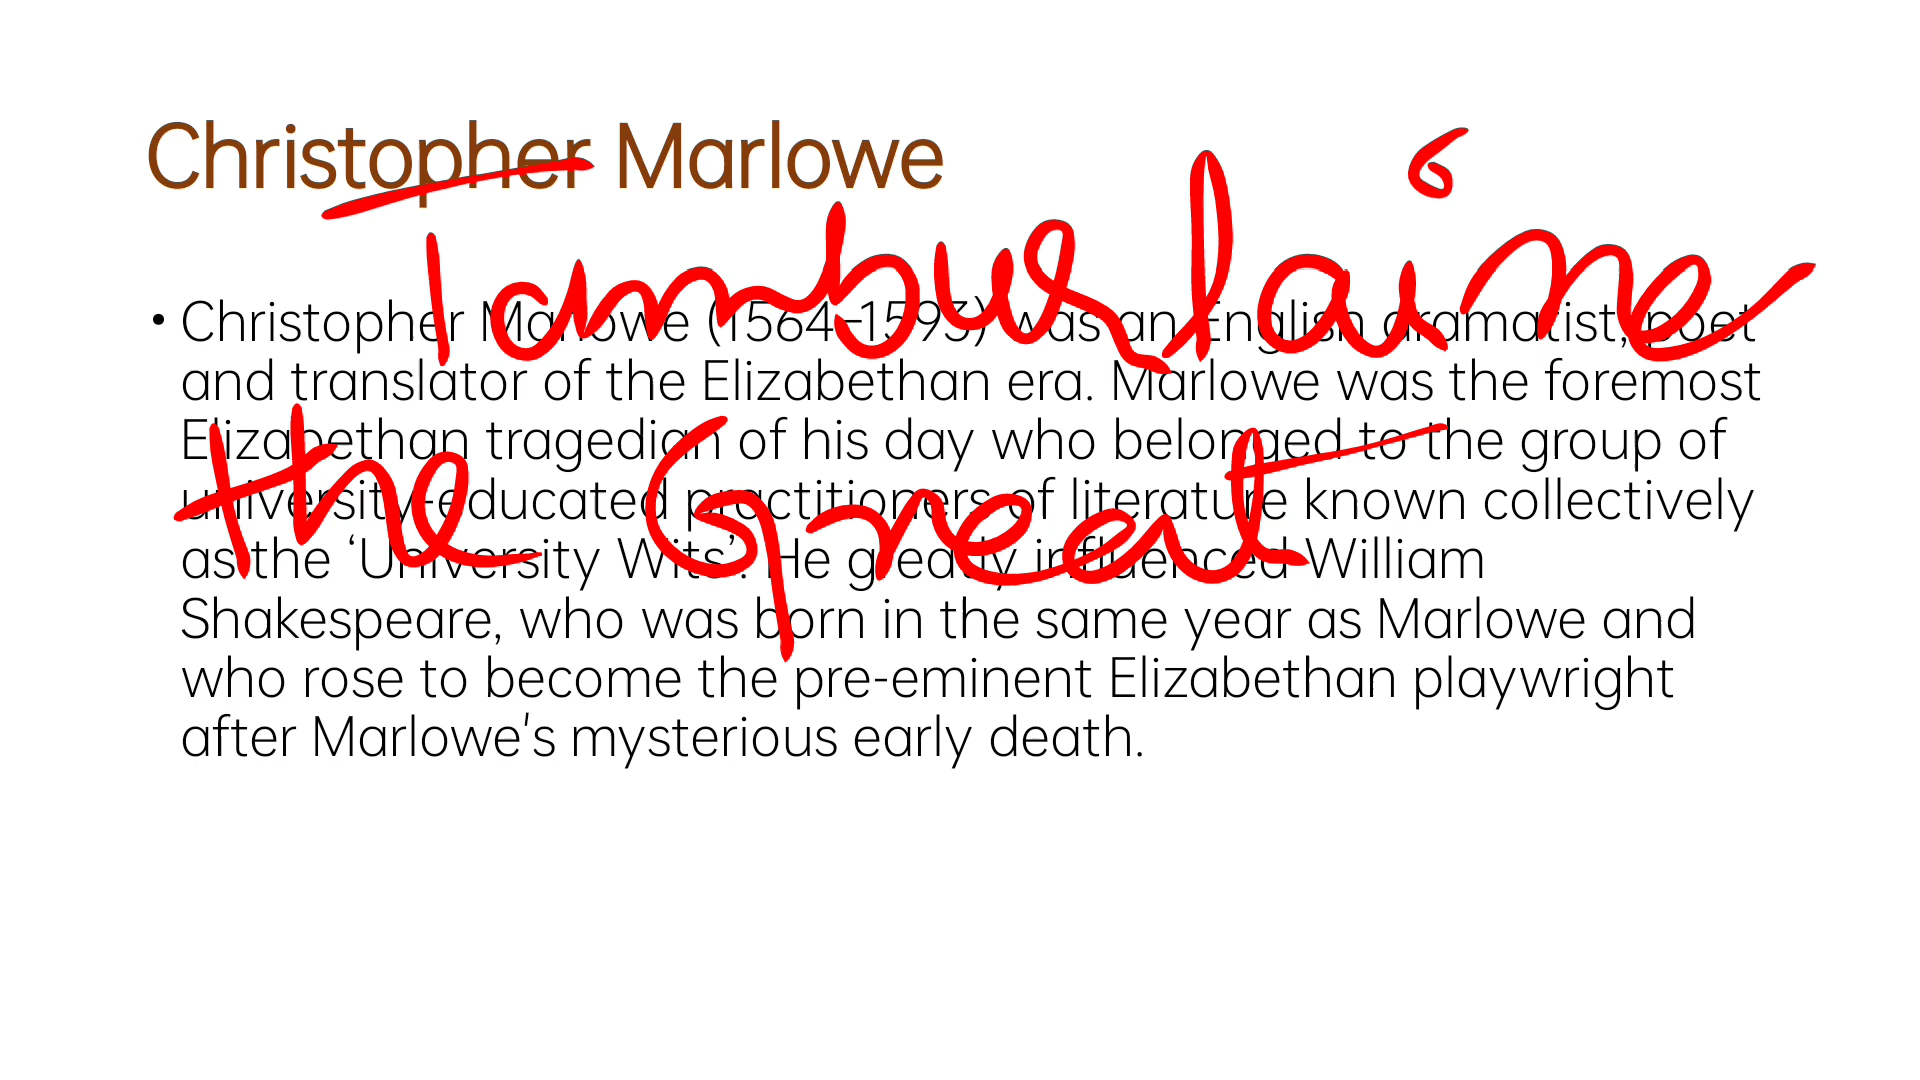 Christopher Marlowe
Tamburlaine
• Christopher Marlowe (1564–1593) was an English dramatist, poet
and translator of the Elizabethan era. Marlowe was the foremost
Elizabethan tragedian of his day who belonged to the group of
the Great
university-educated practitioners of literature known collectively
as the ‘University Wits’. He greatly influenced William
Shakespeare, who was born in the same year as Marlowe and
who rose to become the pre-eminent Elizabethan playwright
after Marlowe's mysterious early death.